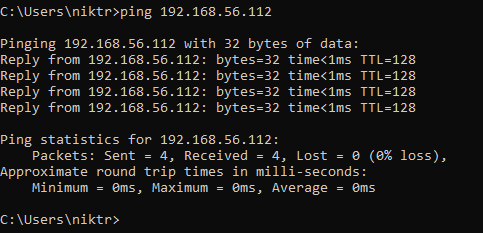 C:\Users\niktr>ping 192.168.56.112
Pinging 192.168.56.112 with 32 bytes of data:
Reply from 192.168.56.112: bytes=32 time<1ms TTL=128
Reply from 192.168.56.112: bytes=32 time<1ms TTL=128
Reply from 192.168.56.112: bytes=32 time<1ms TTL=128
Reply from 192.168.56.112: bytes=32 time<1ms TTL=128
Ping statistics for 192.168.56.112:
    Packets: Sent = 4, Received = 4, Lost = 0 (0% loss),
Approximate round trip times in milli-seconds:
    Minimum = 0ms, Maximum = 0ms, Average = 0ms
C:\Users\niktr>